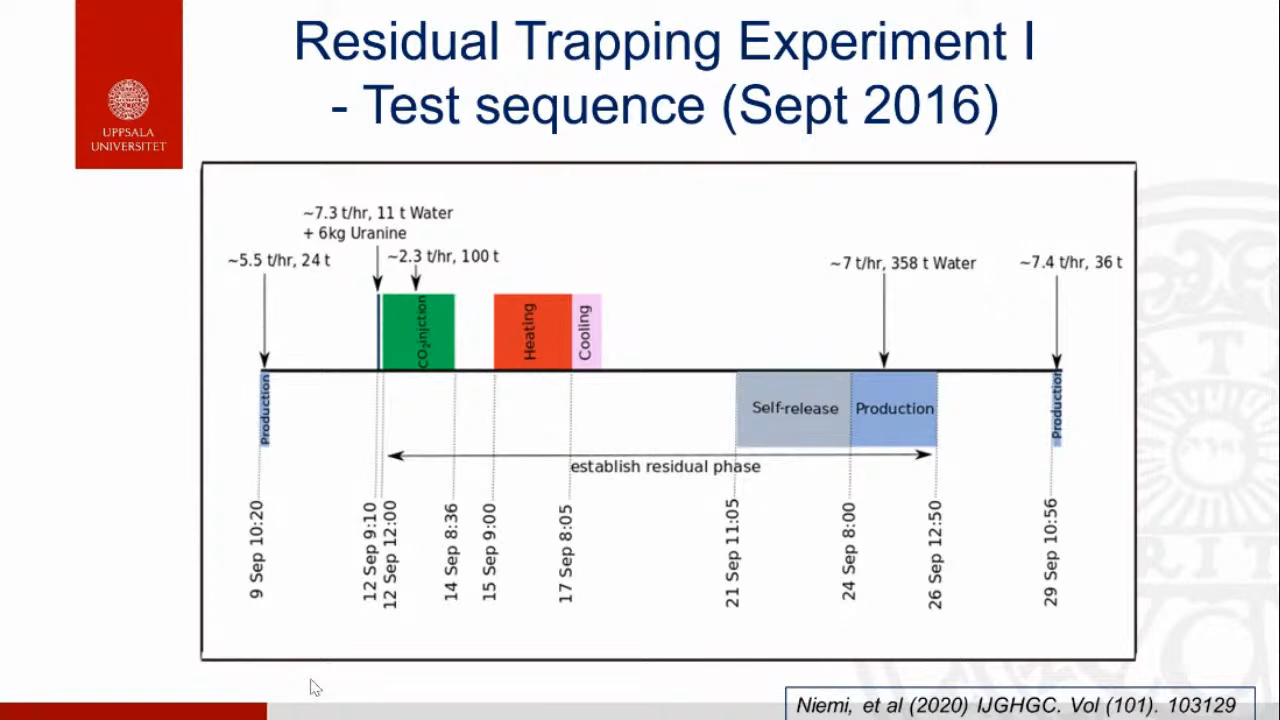 Residual Trapping Experiment I
- Test sequence (Sept 2016)
UPPSALA
UNIVERSITET
~7.3 t/hr, 11 t Water
+ 6kg Uranine
~5.5 t/hr, 24 t
~2.3 t/hr, 100 t
~7 t/hr, 358 t Water
~7.4 t/hr, 36 t
CO₂injction
Heating
Cooling
Production
Self-release
Production
Production
establish residual phase
9 Sep 10:20
12 Sep 9:10
12 Sep 12:00
14 Sep 8:36
15 Sep 9:00
17 Sep 8:05
21 Sep 11:05
24 Sep 8:00
26 Sep 12:50
29 Sep 10:56
Niemi, et al (2020) IJGHGC. Vol (101). 103129